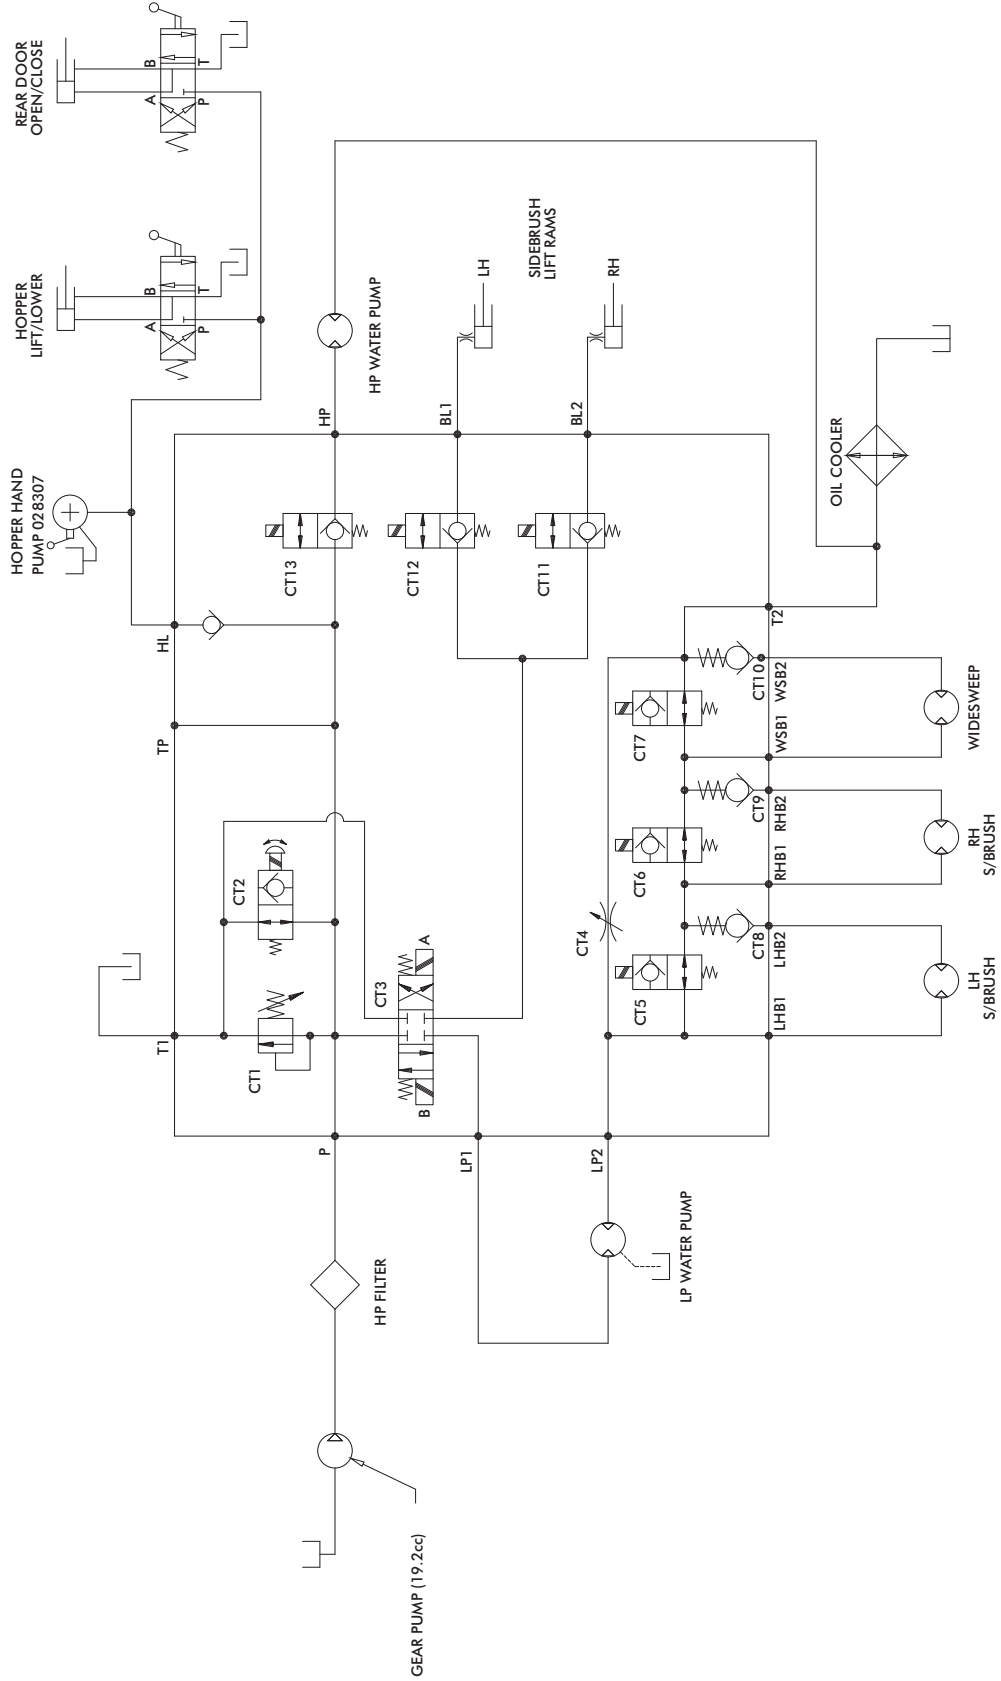 REAR DOOR
OPEN/CLOSE
A
B
P
T
HOPPER
LIFT/LOWER
A
B
P
T
HOPPER HAND
PUMP 028307
HP WATER PUMP
HP
LH
SIDEBRUSH
LIFT RAMS
RH
BL1
BL2
CT13
CT12
CT11
HL
TP
OIL COOLER
T2
CT10
WSB2
WSB1
CT7
WIDESWEEP
CT9
RHB2
RHB1
CT6
RH
S/BRUSH
CT8
LHB2
LHB1
CT5
LH
S/BRUSH
CT4
CT2
CT3
A
B
CT1
T1
P
LP1
LP2
LP WATER PUMP
HP FILTER
GEAR PUMP (19.2cc)